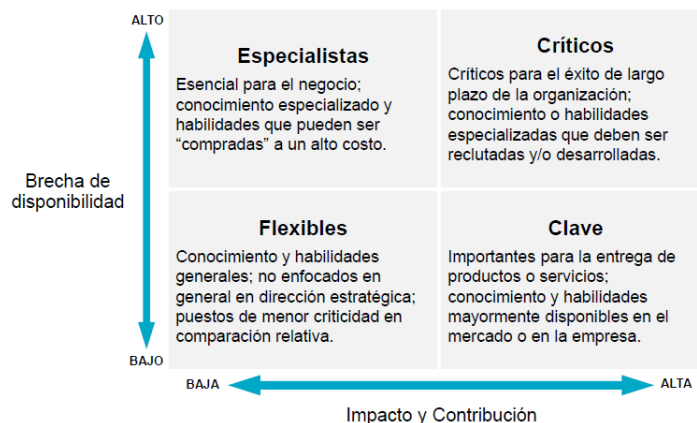 ALTO
Especialistas
Esencial para el negocio;
conocimiento especializado y
habilidades que pueden ser
“compradas” a un alto costo.
Críticos
Críticos para el éxito de largo
plazo de la organización;
conocimiento o habilidades
especializadas que deben ser
reclutadas y/o desarrolladas.
Brecha de
disponibilidad
Flexibles
Conocimiento y habilidades
generales; no enfocados en
general en dirección estratégica;
puestos de menor criticidad en
comparación relativa.
Clave
Importantes para la entrega de
productos o servicios;
conocimiento y habilidades
mayormente disponibles en el
mercado o en la empresa.
BAJO
BAJA
ALTA
Impacto y Contribución